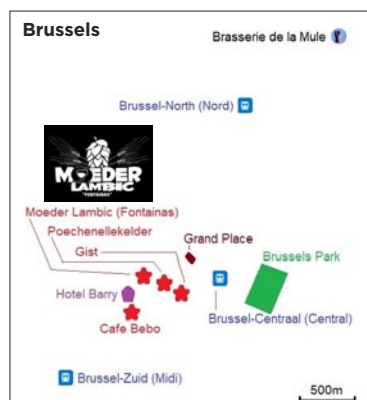 Brussels
Brasserie de la Mule
Brussel-North (Nord)
MOEDER
LAMBIC
"FONTAINAS"
Moeder Lambic (Fontainas)
Poechenellekelder
Gist
Grand Place
Brussels Park
Hotel Barry
Cafe Bebo
Brussel-Centraal (Central)
Brussel-Zuid (Midi)
500m